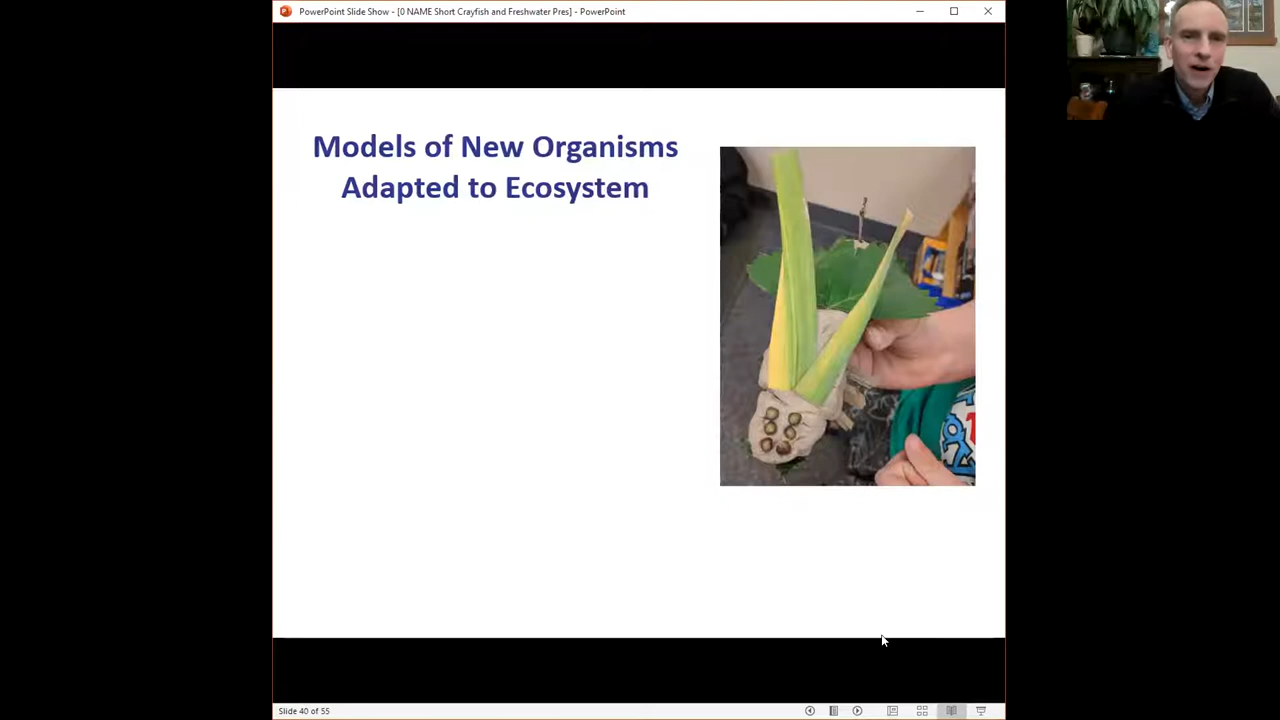 PowerPoint Slide Show - [0 NAME Short Crayfish and Freshwater Pres] - PowerPoint
Models of New Organisms
Adapted to Ecosystem
Slide 40 of 55